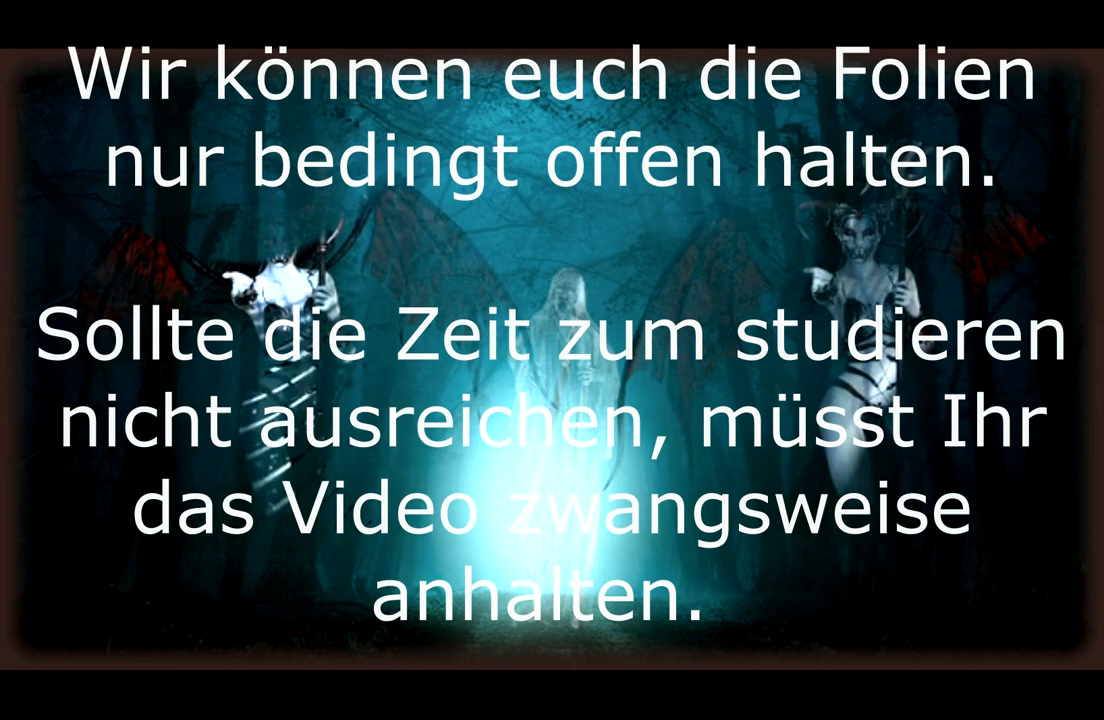 Wir können euch die Folien
nur bedingt offen halten.
Sollte die Zeit zum studieren
nicht ausreichen, müsst Ihr
das Video zwangsweise
anhalten.